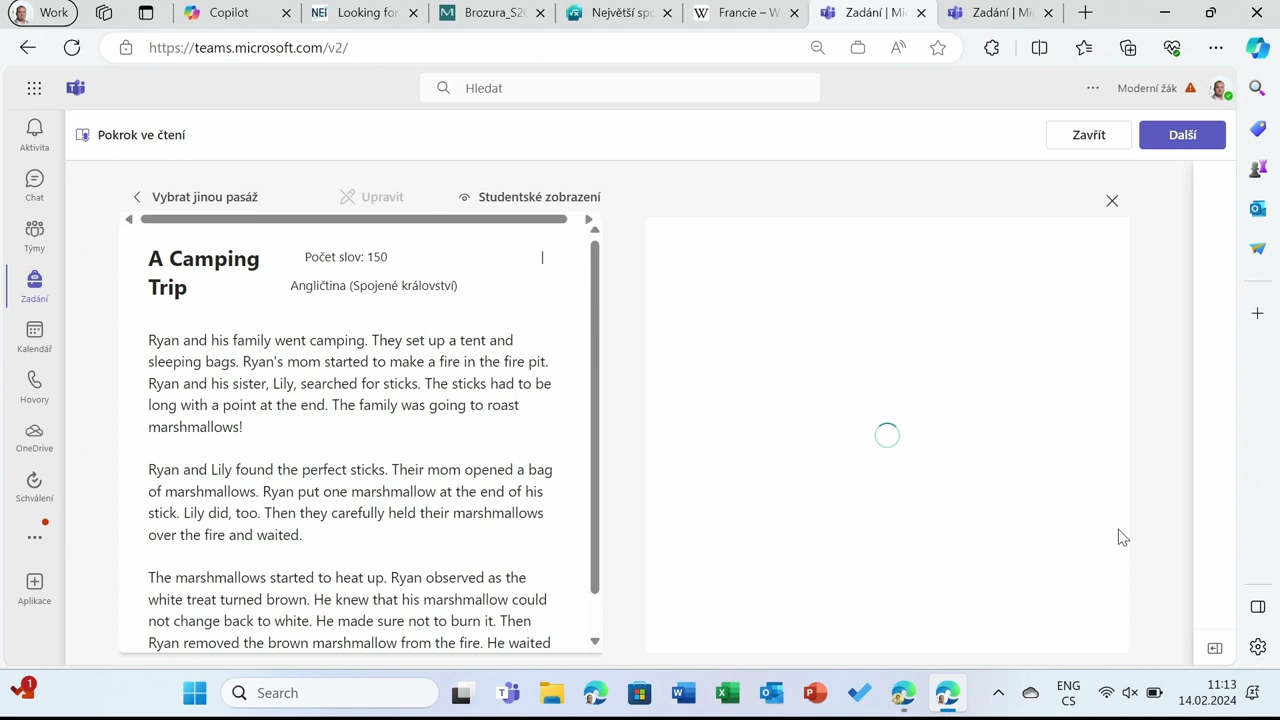 Work
Copilot
Looking for
Brozura_S20
Největší spo
Francie – W
Zadání | Mi
Zadání | Mi
https://teams.microsoft.com/v2/
Hledat
Moderní žák
Pokrok ve čtení
Zavřít
Další
Aktivita
Chat
Týmy
Zadání
Kalendář
Hovory
OneDrive
Schválení
Aplikace
Vybrat jinou pasáž
Upravit
Studentské zobrazení
A Camping
Trip
Počet slov: 150
Angličtina (Spojené království)
Ryan and his family went camping. They set up a tent and
sleeping bags. Ryan's mom started to make a fire in the fire pit.
Ryan and his sister, Lily, searched for sticks. The sticks had to be
long with a point at the end. The family was going to roast
marshmallows!
Ryan and Lily found the perfect sticks. Their mom opened a bag
of marshmallows. Ryan put one marshmallow at the end of his
stick. Lily did, too. Then they carefully held their marshmallows
over the fire and waited.
The marshmallows started to heat up. Ryan observed as the
white treat turned brown. He knew that his marshmallow could
not change back to white. He made sure not to burn it. Then
Ryan removed the brown marshmallow from the fire. He waited
1
Search
ENG
CS
11:13
14.02.2024